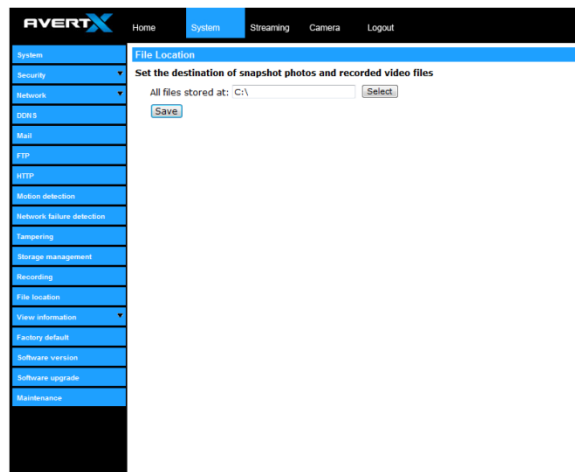 AVERTX
Home System Streaming Camera Logout
System
Security
Network
DDNS
Mail
FTP
HTTP
Motion detection
Network failure detection
Tampering
Storage management
Recording
File location
View information
Factory default
Software version
Software upgrade
Maintenance
File Location
Set the destination of snapshot photos and recorded video files
All files stored at: C:\ Select
Save